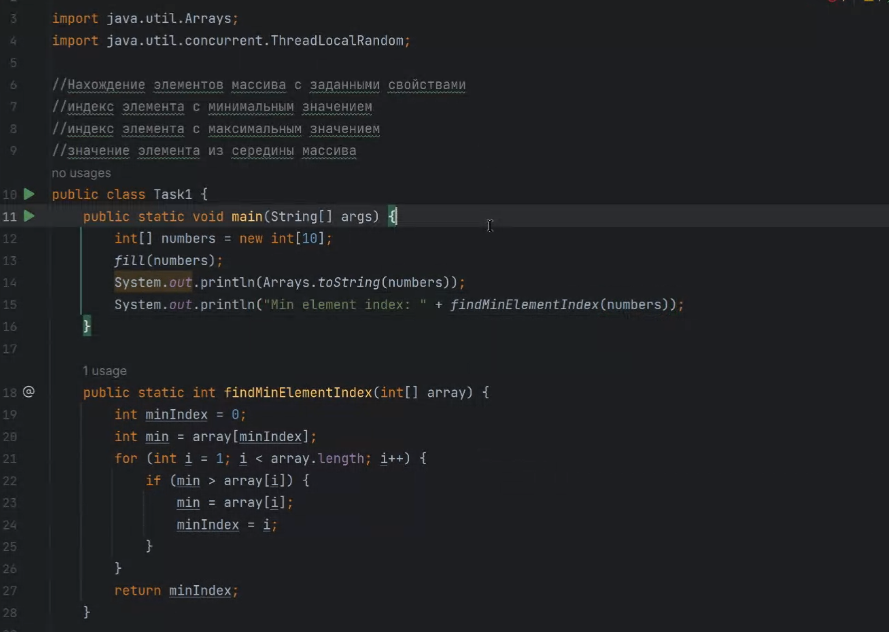 3 import java.util.Arrays;
4 import java.util.concurrent.ThreadLocalRandom;
5
6 //Нахождение элементов массива с заданными свойствами
7 //индекс элемента с минимальным значением
8 //индекс элемента с максимальным значением
9 //значение элемента из середины массива
no usages
10 public class Task1 {
11 public static void main(String[] args) {
12 int[] numbers = new int[10];
13 fill(numbers);
14 System.out.println(Arrays.toString(numbers));
15 System.out.println("Min element index: " + findMinElementIndex(numbers));
16 }
17
1 usage
18 @ public static int findMinElementIndex(int[] array) {
19 int minIndex = 0;
20 int min = array[minIndex];
21 for (int i = 1; i < array.length; i++) {
22 if (min > array[i]) {
23 min = array[i];
24 minIndex = i;
25 }
26 }
27 return minIndex;
28 }